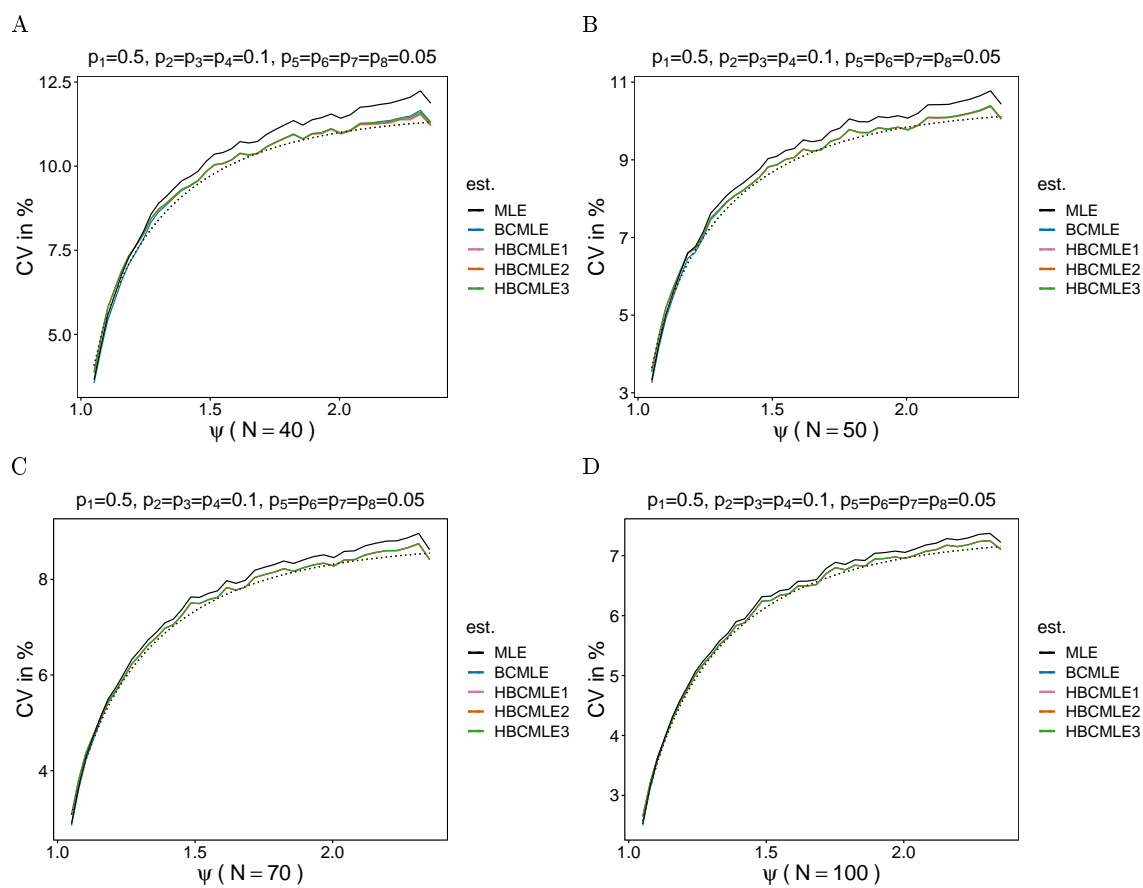 A
p1=0.5, p2=p3=p4=0.1, p5=p6=p7=p8=0.05
CV in %
12.5
10.0
7.5
5.0
1.0 1.5 2.0
ψ ( N = 40 )
est.
MLE
BCMLE
HBCMLE1
HBCMLE2
HBCMLE3
B
p1=0.5, p2=p3=p4=0.1, p5=p6=p7=p8=0.05
CV in %
11
9
7
5
3
1.0 1.5 2.0
ψ ( N = 50 )
est.
MLE
BCMLE
HBCMLE1
HBCMLE2
HBCMLE3
C
p1=0.5, p2=p3=p4=0.1, p5=p6=p7=p8=0.05
CV in %
8
6
4
1.0 1.5 2.0
ψ ( N = 70 )
est.
MLE
BCMLE
HBCMLE1
HBCMLE2
HBCMLE3
D
p1=0.5, p2=p3=p4=0.1, p5=p6=p7=p8=0.05
CV in %
7
6
5
4
3
1.0 1.5 2.0
ψ ( N = 100 )
est.
MLE
BCMLE
HBCMLE1
HBCMLE2
HBCMLE3